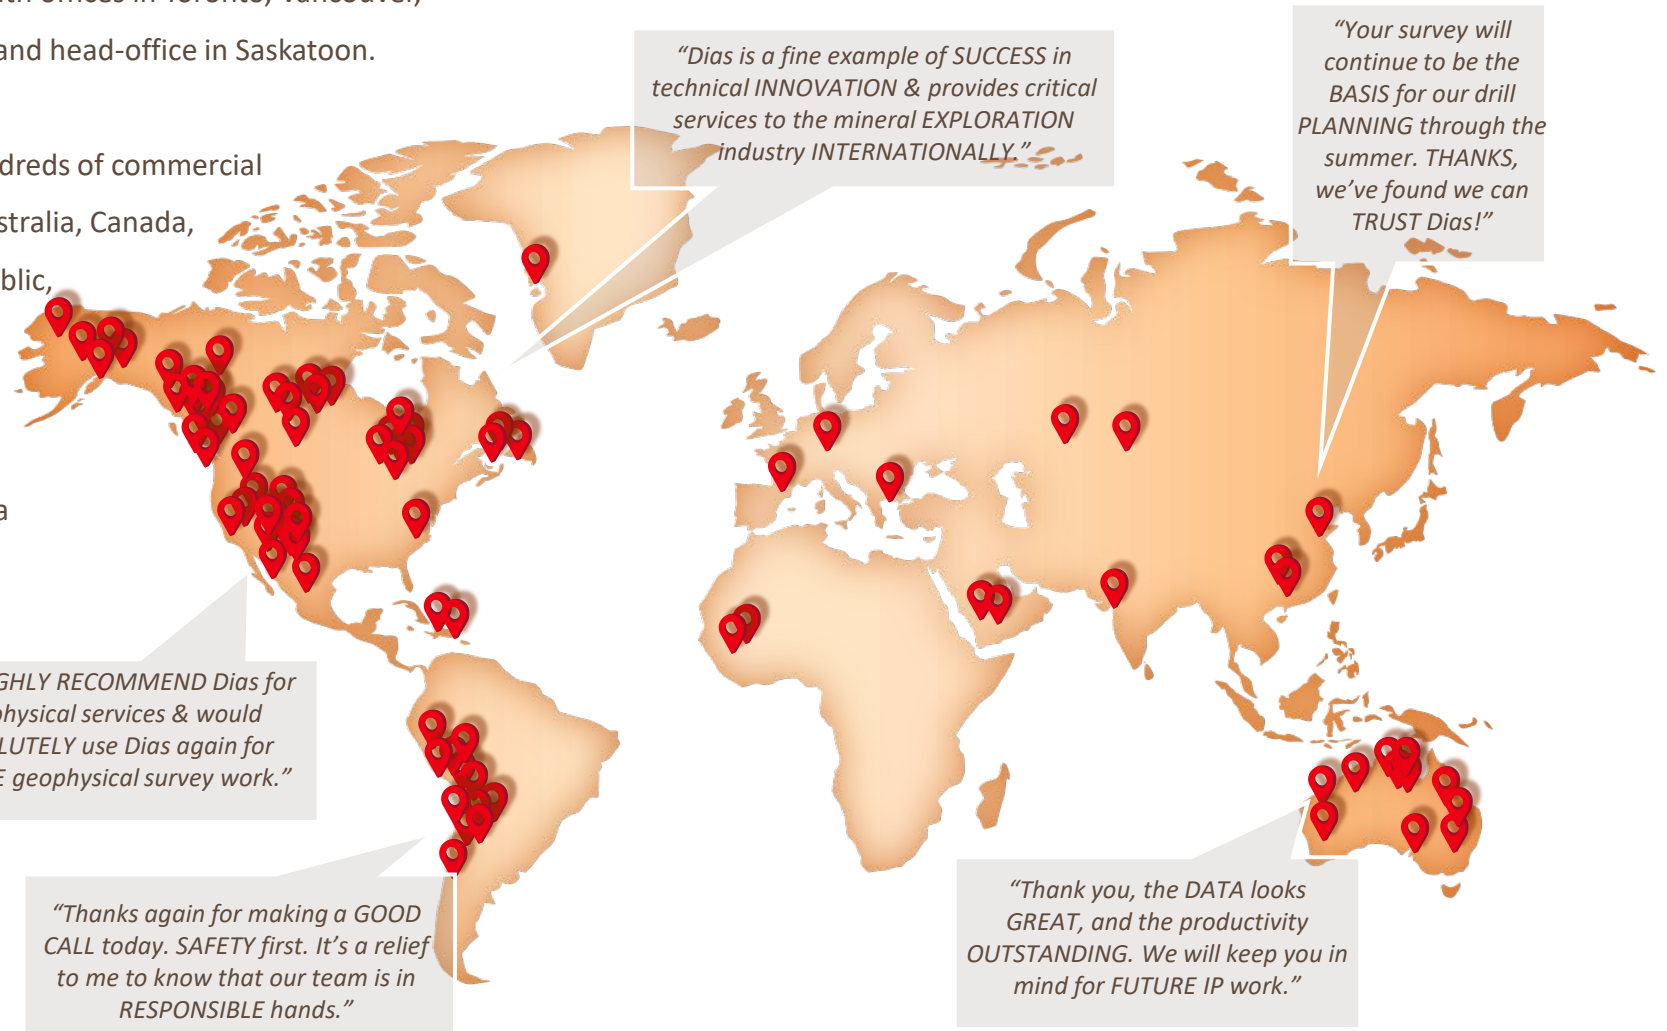 th offices in Toronto, Vancouver,
and head-office in Saskatoon.
dreds of commercial
stralia, Canada,
blic,
a
“Dias is a fine example of SUCCESS in
technical INNOVATION & provides critical
services to the mineral EXPLORATION
industry INTERNATIONALLY.”
“Your survey will
continue to be the
BASIS for our drill
PLANNING through the
summer. THANKS,
we’ve found we can
TRUST Dias!”
GHLY RECOMMEND Dias for
physical services & would
LUTELY use Dias again for
E geophysical survey work.”
“Thanks again for making a GOOD
CALL today. SAFETY first. It’s a relief
to me to know that our team is in
RESPONSIBLE hands.”
“Thank you, the DATA looks
GREAT, and the productivity
OUTSTANDING. We will keep you in
mind for FUTURE IP work.”